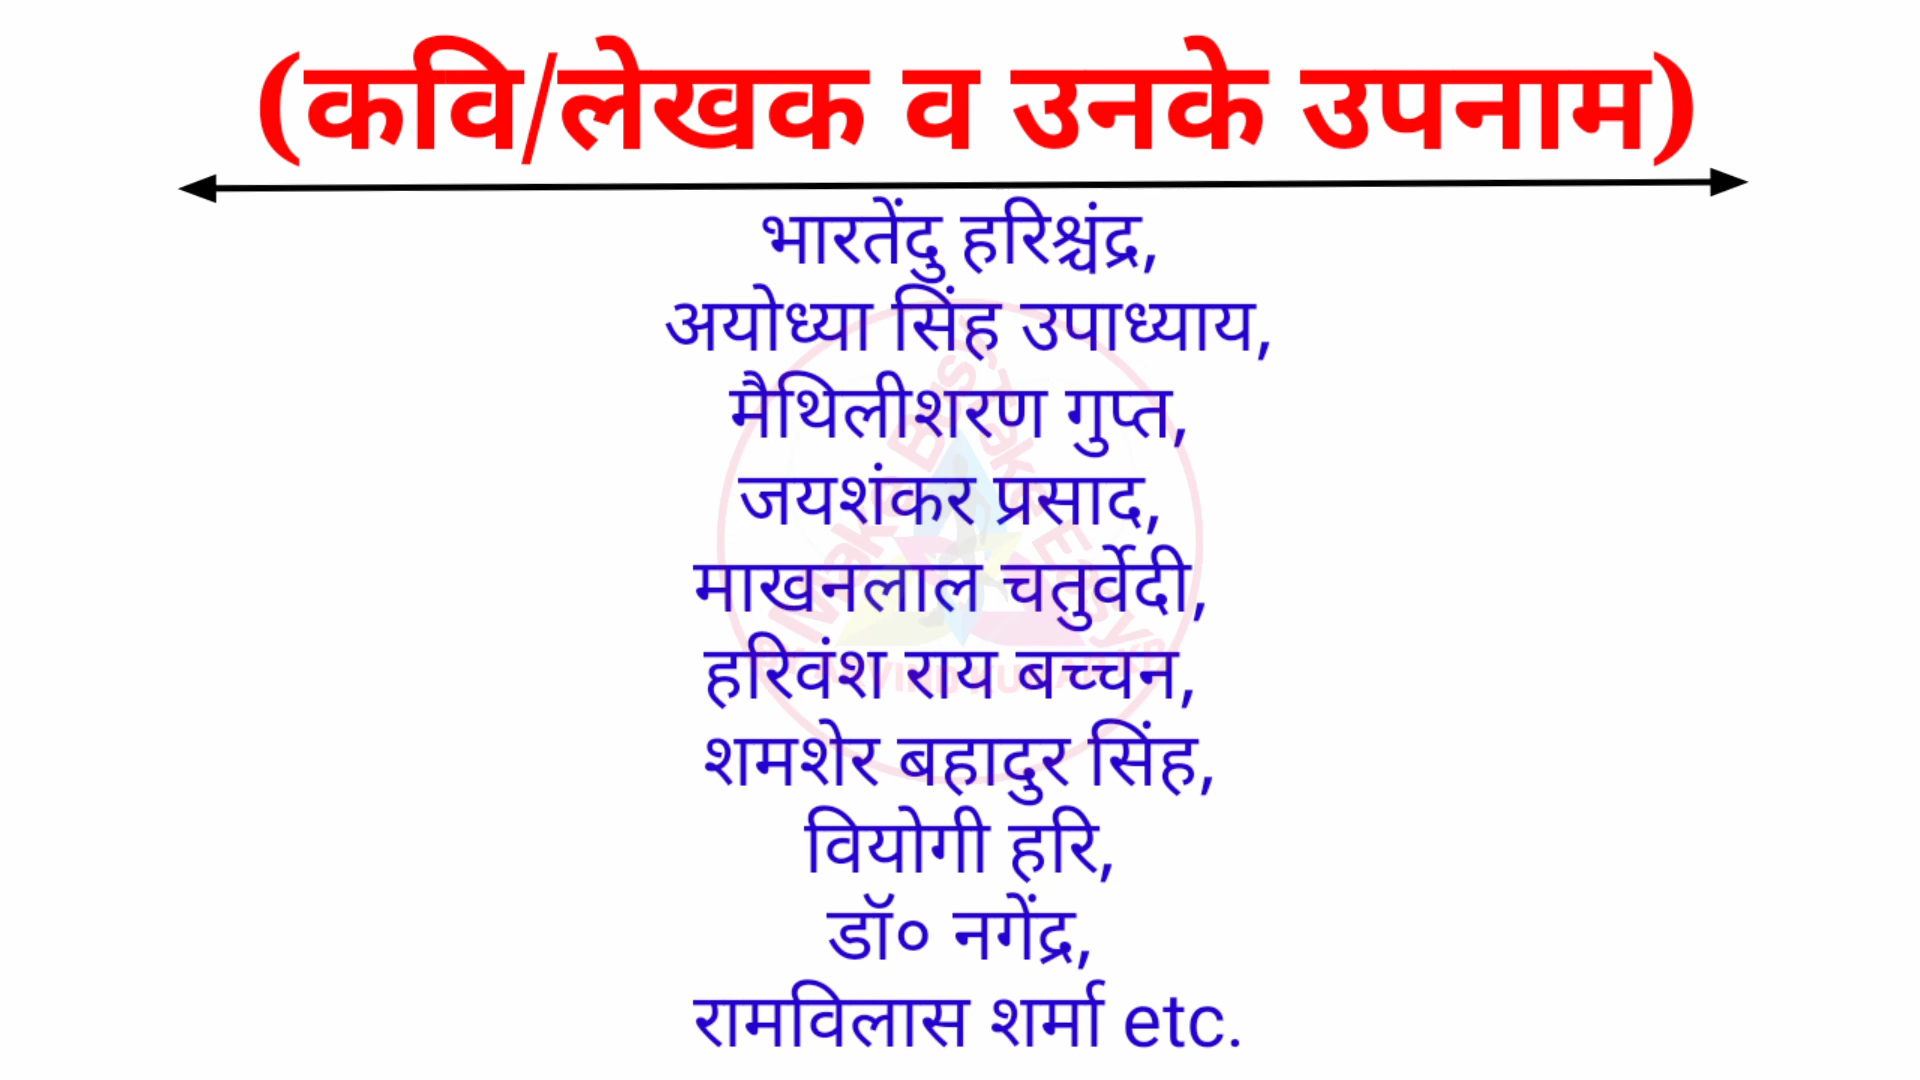 (कवि/लेखक व उनके उपनाम)
भारतेंदु हरिश्चंद्र,
अयोध्या सिंह उपाध्याय,
मैथिलीशरण गुप्त,
जयशंकर प्रसाद,
माखनलाल चतुर्वेदी,
हरिवंश राय बच्चन,
शमशेर बहादुर सिंह,
वियोगी हरि,
डॉ० नगेंद्र,
रामविलास शर्मा etc.